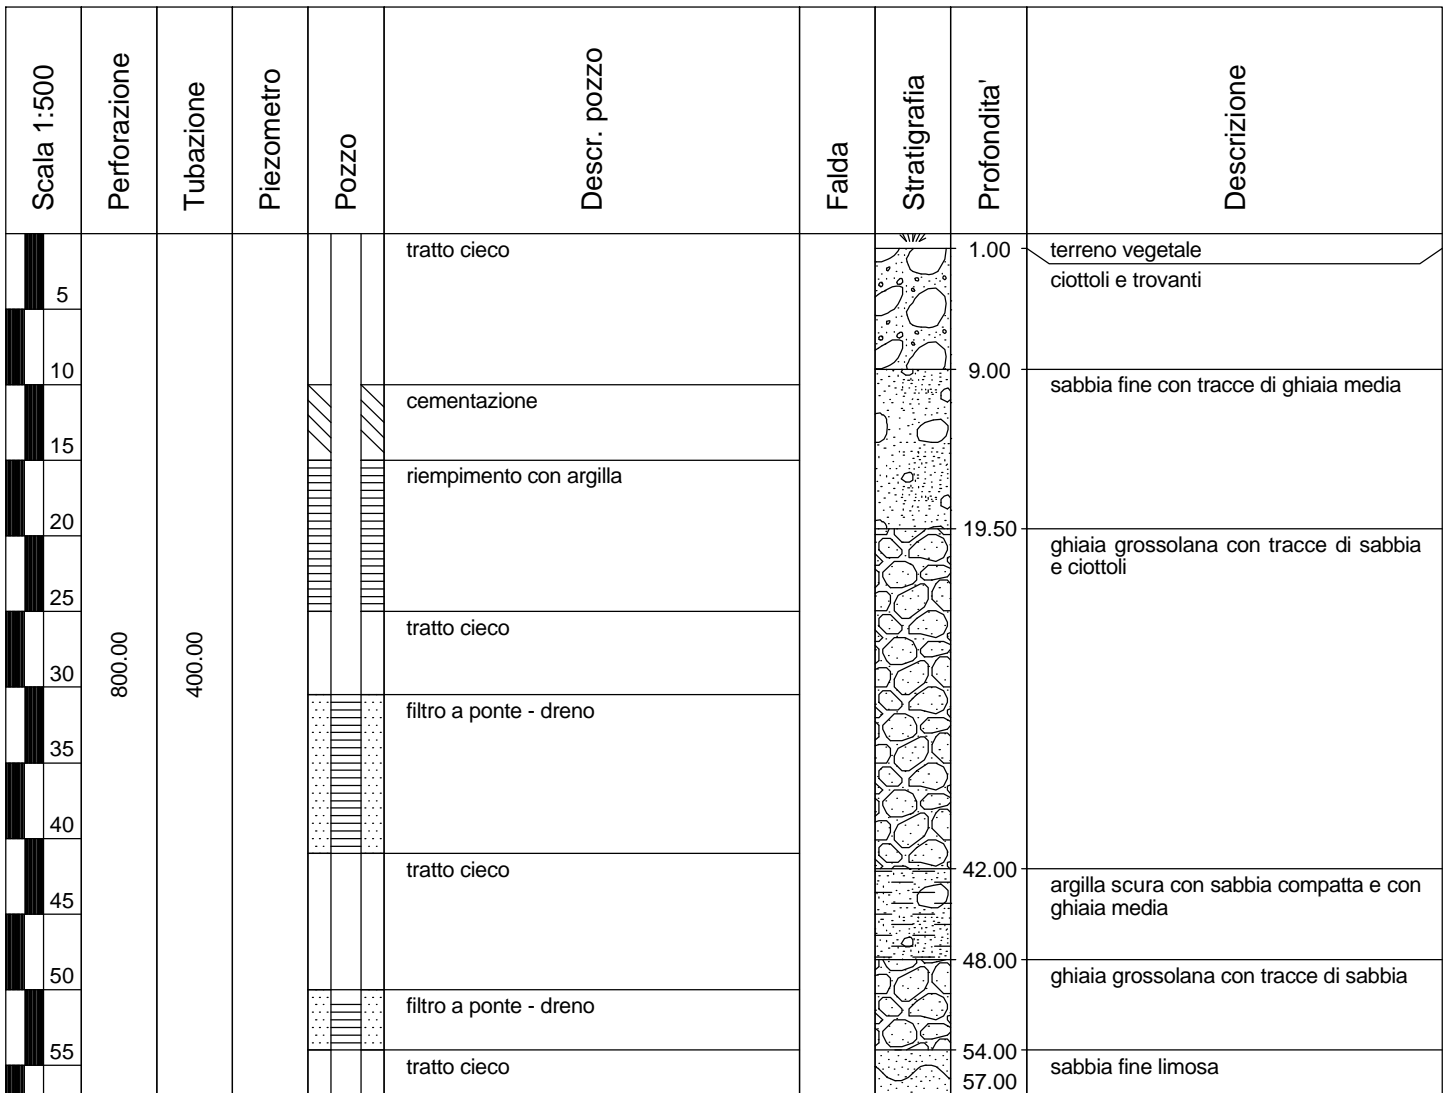 Scala 1:500
Perforazione
Tubazione
Piezometro
Pozzo
Descr. pozzo
Falda
Stratigrafia
Profondita'
Descrizione
5
10
15
20
25
30
35
40
45
50
55
800.00
400.00
tratto cieco
cementazione
riempimento con argilla
tratto cieco
filtro a ponte - dreno
tratto cieco
filtro a ponte - dreno
tratto cieco
1.00
9.00
19.50
42.00
48.00
54.00
57.00
terreno vegetale
ciottoli e trovanti
sabbia fine con tracce di ghiaia media
ghiaia grossolana con tracce di sabbia
e ciottoli
argilla scura con sabbia compatta e con
ghiaia media
ghiaia grossolana con tracce di sabbia
sabbia fine limosa